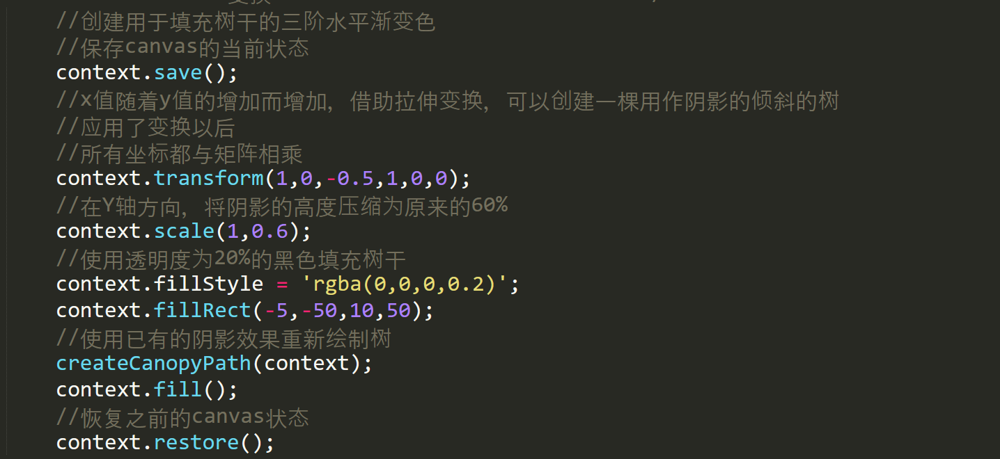 //创建用于填充树干的三阶水平渐变色
//保存canvas的当前状态
context.save();
//x值随着y值的增加而增加，借助拉伸变换，可以创建一棵用作阴影的倾斜的树
//应用了变换以后
//所有坐标都与矩阵相乘
context.transform(1,0,-0.5,1,0,0);
//在Y轴方向，将阴影的高度压缩为原来的60%
context.scale(1,0.6);
//使用透明度为20%的黑色填充树干
context.fillStyle = 'rgba(0,0,0,0.2)';
context.fillRect(-5,-50,10,50);
//使用已有的阴影效果重新绘制树
createCanopyPath(context);
context.fill();
//恢复之前的canvas状态
context.restore();